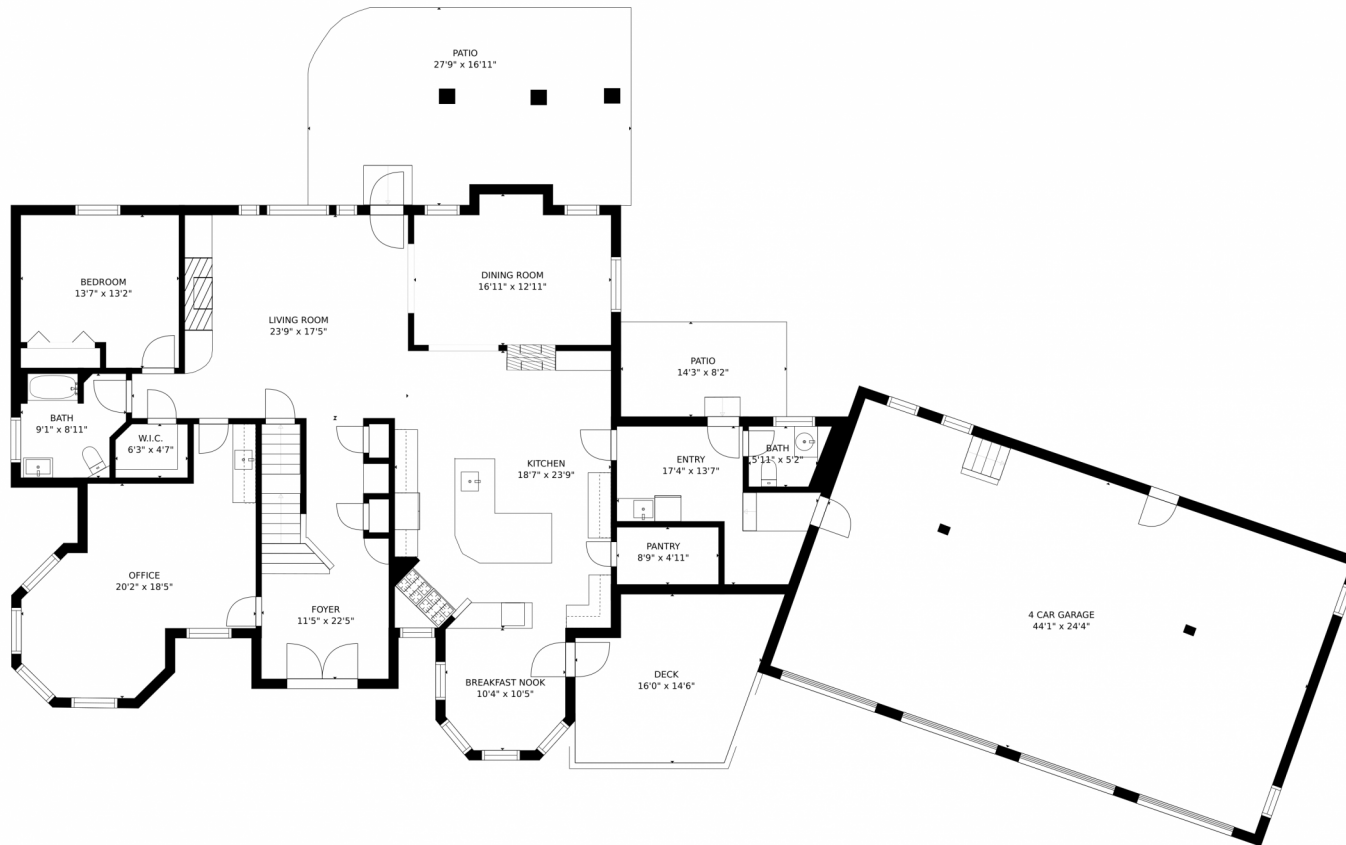 PATIO
27'9" x 16'11"
BEDROOM
13'7" x 13'2"
LIVING ROOM
23'9" x 17'5"
DINING ROOM
16'11" x 12'11"
PATIO
14'3" x 8'2"
BATH
9'1" x 8'11"
W.I.C.
6'3" x 4'7"
KITCHEN
18'7" x 23'9"
ENTRY
17'4" x 13'7"
BATH
5'11" x 5'2"
PANTRY
8'9" x 4'11"
OFFICE
20'2" x 18'5"
FOYER
11'5" x 22'5"
4 CAR GARAGE
44'1" x 24'4"
BREAKFAST NOOK
10'4" x 10'5"
DECK
16'0" x 14'6"